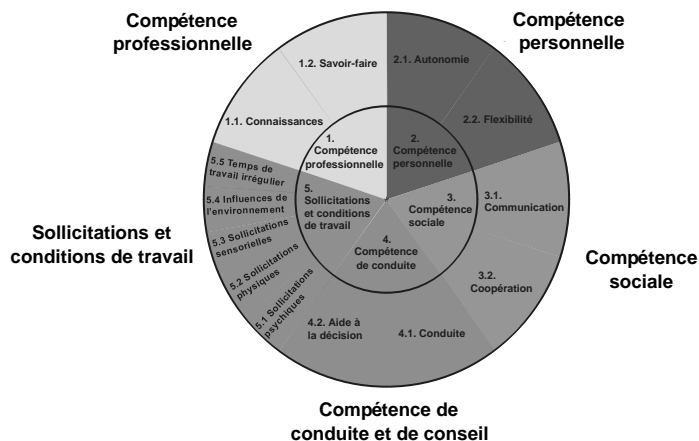 Compétence
professionnelle
Compétence
personnelle
1.2. Savoir-faire
2.1. Autonomie
1.1. Connaissances
2.2. Flexibilité
1.
Compétence
professionnelle
2.
Compétence
personnelle
5.5 Temps de
travail irrégulier
5.4 Influences de
l'environnement
5.3 Sollicitations
sensorielles
5.2 Sollicitations
physiques
5.1 Sollicitations
psychiques
5.
Sollicitations
et conditions
de travail
3.
Compétence
sociale
3.1.
Communication
4.
Compétence
de conduite
3.2.
Coopération
4.2. Aide à
la décision
4.1. Conduite
Sollicitations et
conditions de travail
Compétence
sociale
Compétence de
conduite et de conseil